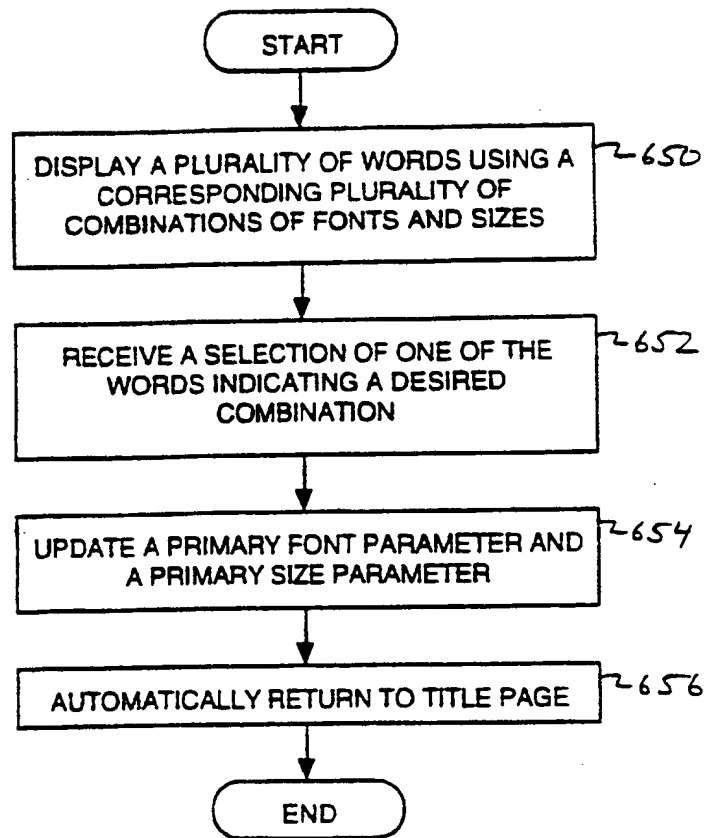 START
DISPLAY A PLURALITY OF WORDS USING A
CORRESPONDING PLURALITY OF
COMBINATIONS OF FONTS AND SIZES
650
RECEIVE A SELECTION OF ONE OF THE
WORDS INDICATING A DESIRED
COMBINATION
652
UPDATE A PRIMARY FONT PARAMETER AND
A PRIMARY SIZE PARAMETER
654
AUTOMATICALLY RETURN TO TITLE PAGE
656
END